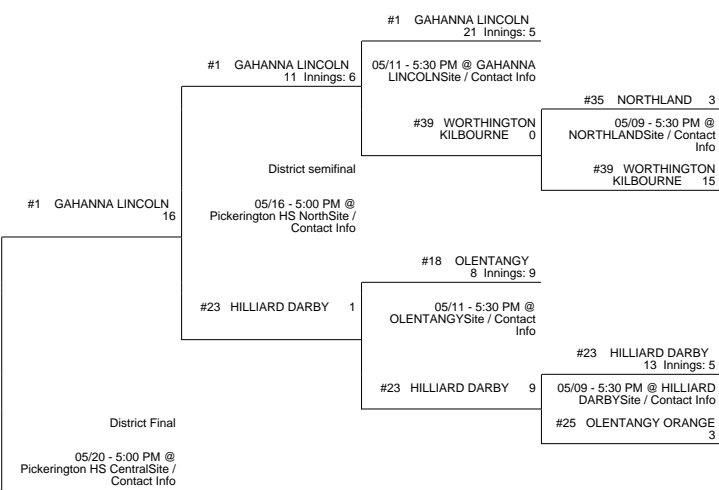 #1 GAHANNA LINCOLN
21 Innings: 5
#1 GAHANNA LINCOLN
11 Innings: 6
05/11 - 5:30 PM @ GAHANNA
LINCOLNSite / Contact Info
#35 NORTHLAND 3
#39 WORTHINGTON
KILBOURNE 0
05/09 - 5:30 PM @
NORTHLANDSite / Contact
Info
District semifinal
#39 WORTHINGTON
KILBOURNE 15
#1 GAHANNA LINCOLN
16
05/16 - 5:00 PM @
Pickerington HS NorthSite /
Contact Info
#18 OLENTANGY
8 Innings: 9
#23 HILLIARD DARBY 1
05/11 - 5:30 PM @
OLENTANGYSite / Contact
Info
#23 HILLIARD DARBY
13 Innings: 5
#23 HILLIARD DARBY 9
05/09 - 5:30 PM @ HILLIARD
DARBYSite / Contact Info
District Final
#25 OLENTANGY ORANGE
3
05/20 - 5:00 PM @
Pickerington HS CentralSite /
Contact Info